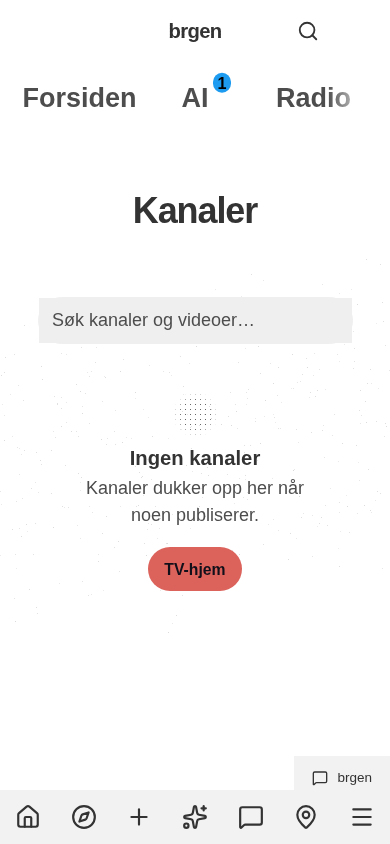 brgen
Forsiden AI 1 Radio
Kanaler
Søk kanaler og videoer…
Ingen kanaler
Kanaler dukker opp her når
noen publiserer.
TV-hjem
brgen